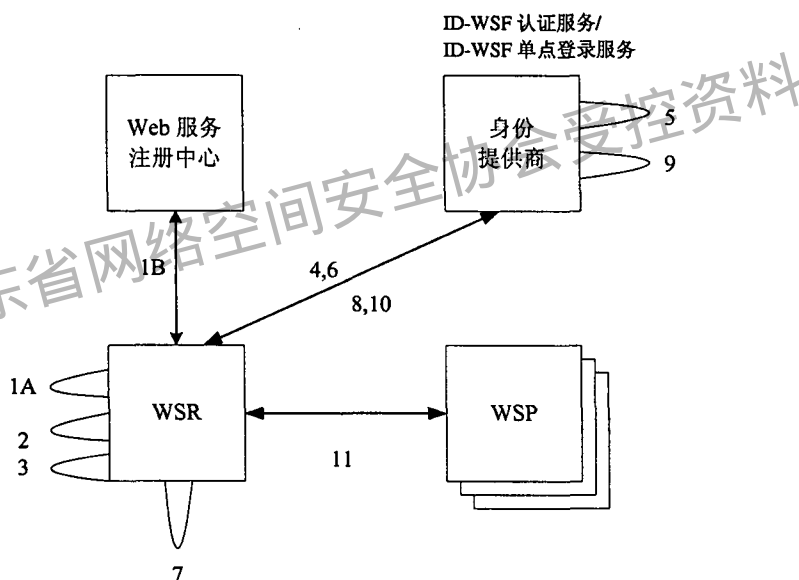 ID-WSF 认证服务/
ID-WSF 单点登录服务
Web 服务
注册中心
身份
提供商
5
9
东省网络空间安全协会受控资料
1B
4,6
8,10
1A
WSR
WSP
2
3
11
7